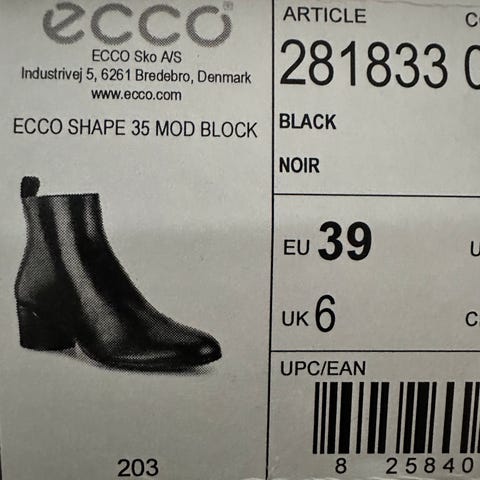 ecco®
ECCO Sko A/S
Industrivej 5, 6261 Bredebro, Denmark
www.ecco.com
ECCO SHAPE 35 MOD BLOCK
203
ARTICLE
281833
BLACK
NOIR
EU 39
UK 6
UPC/EAN
8 25840